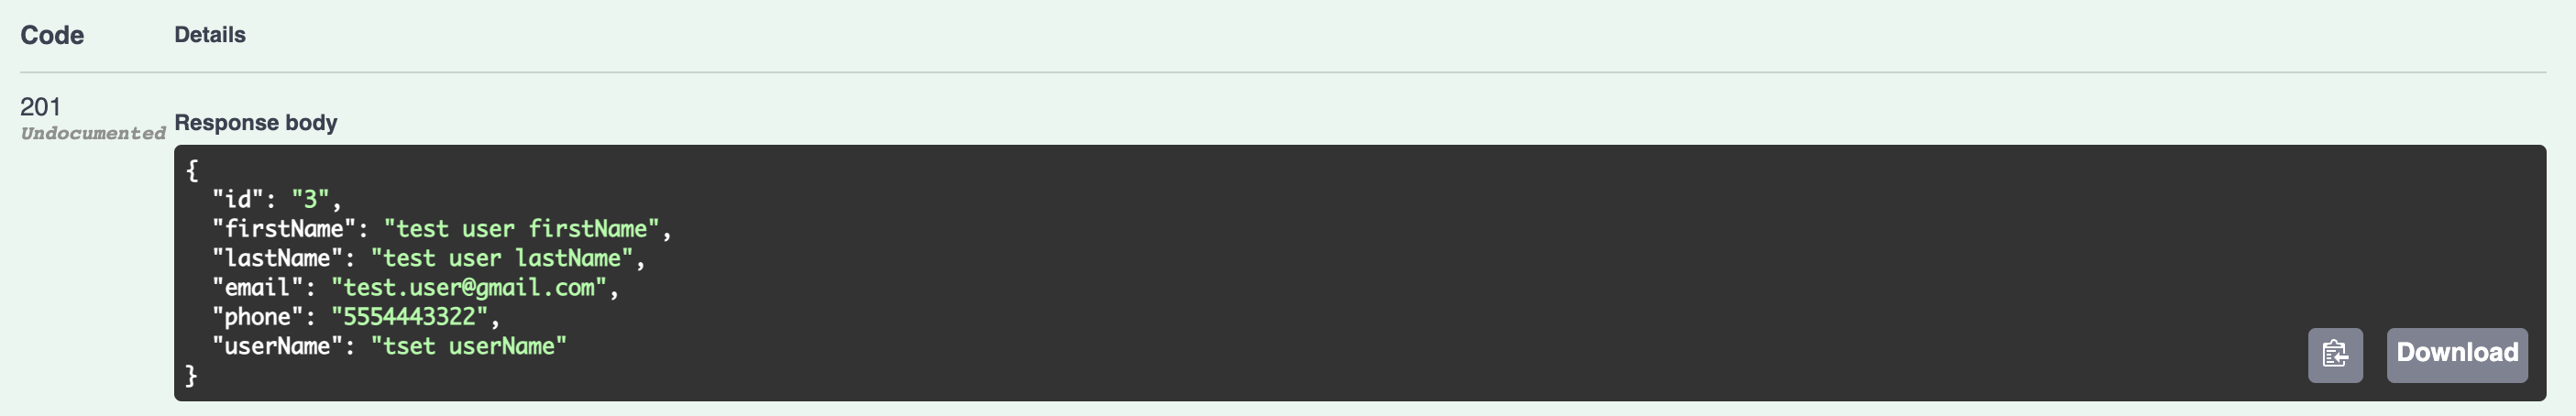 Code Details
201
Undocumented
Response body
{
  "id": "3",
  "firstName": "test user firstName",
  "lastName": "test user lastName",
  "email": "test.user@gmail.com",
  "phone": "5554443322",
  "userName": "tset userName"
}
Download